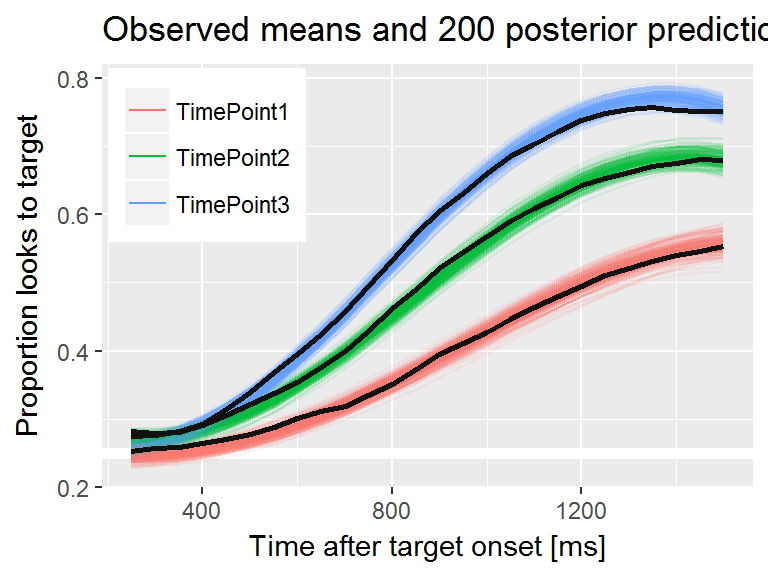 Observed means and 200 posterior predictio
0.8
0.6
0.4
0.2
Proportion looks to target
TimePoint1
TimePoint2
TimePoint3
400 800 1200
Time after target onset [ms]